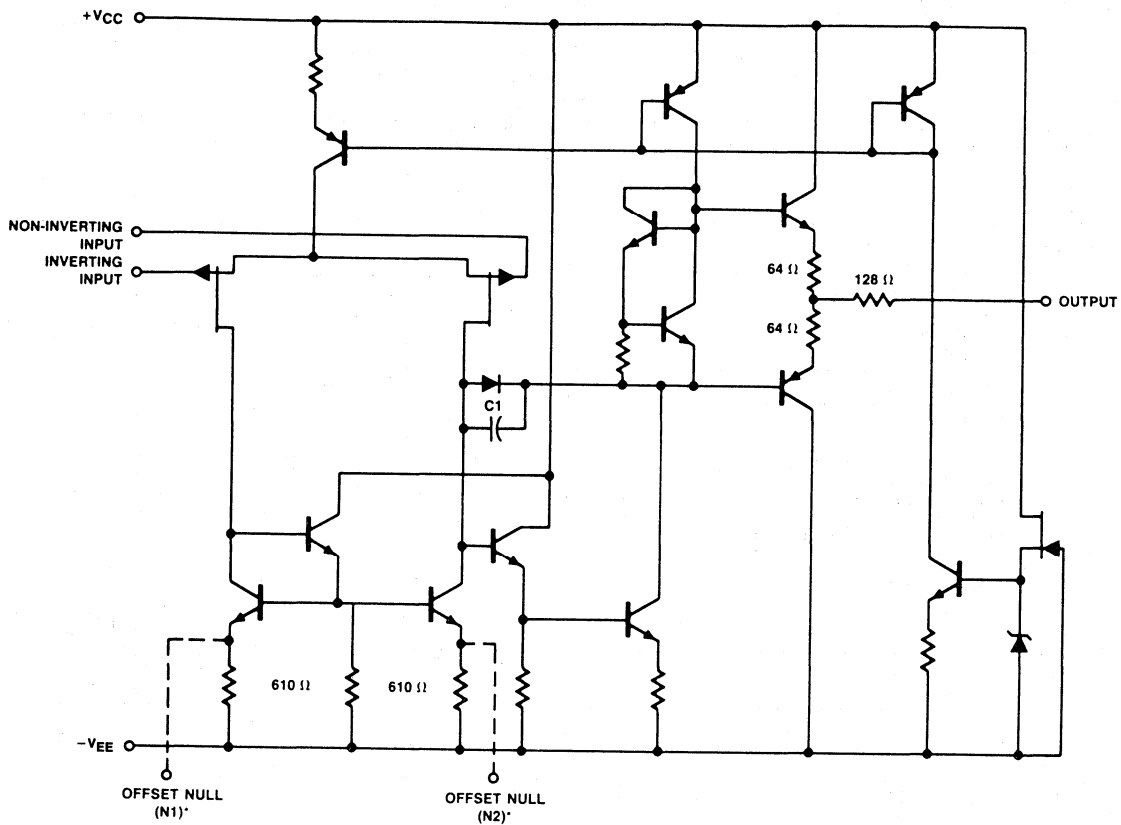 +VCC
NON-INVERTING
INPUT
INVERTING
INPUT
64 Ω
128 Ω
OUTPUT
64 Ω
C1
610 Ω
610 Ω
-VEE
OFFSET NULL
(N1)*
OFFSET NULL
(N2)*